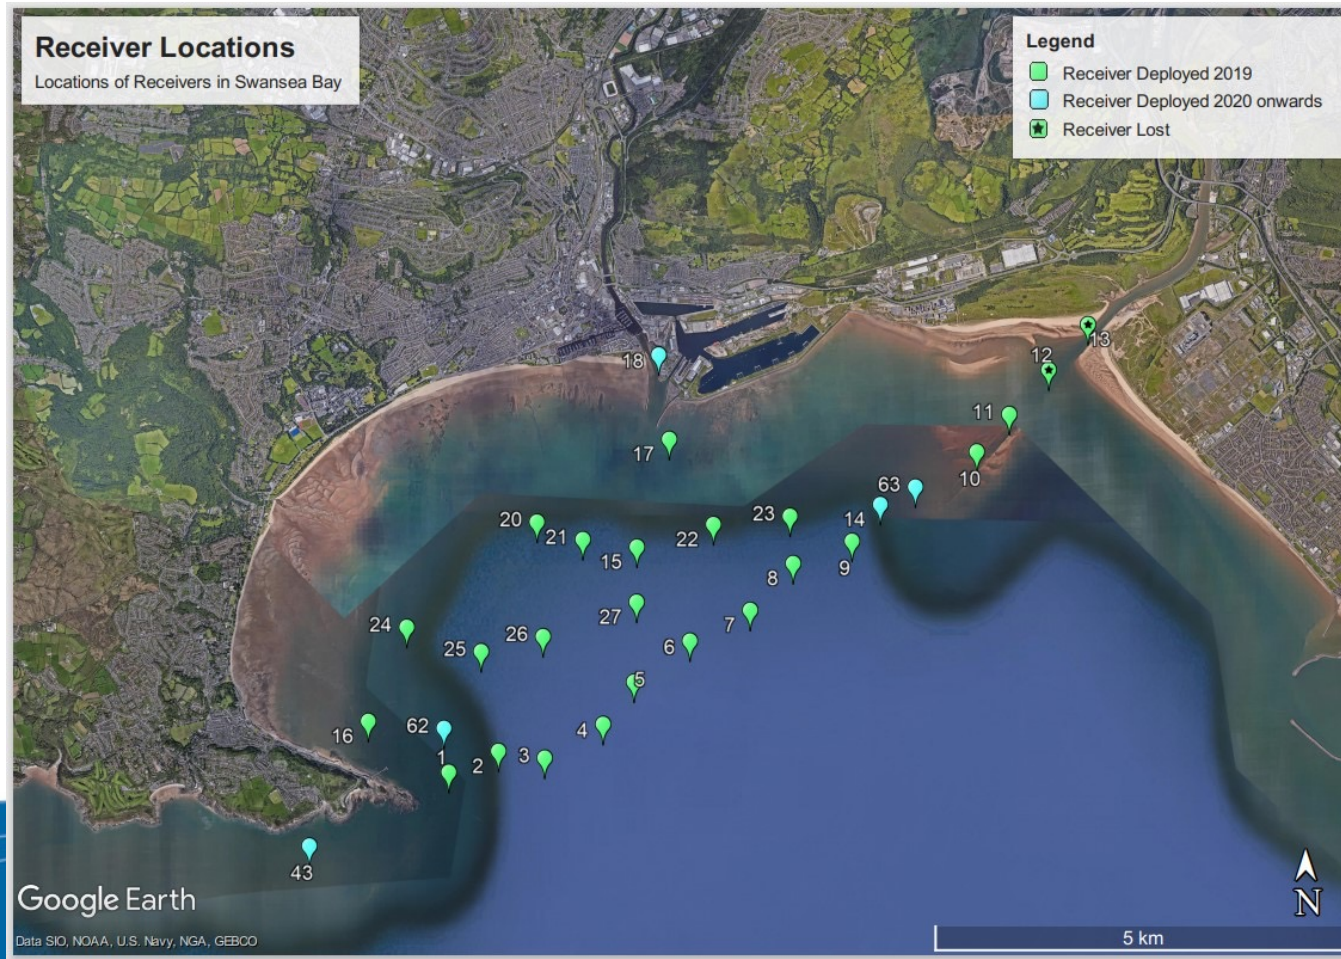 Receiver Locations
Locations of Receivers in Swansea Bay
Legend
Receiver Deployed 2019
Receiver Deployed 2020 onwards
Receiver Lost
13
12
18
11
17
10
63
20
23
14
21
22
15
9
8
27
24
7
26
25
6
5
62
4
16
1
2
3
43
Google Earth
N
Data SIO, NOAA, U.S. Navy, NGA, GEBCO
5 km